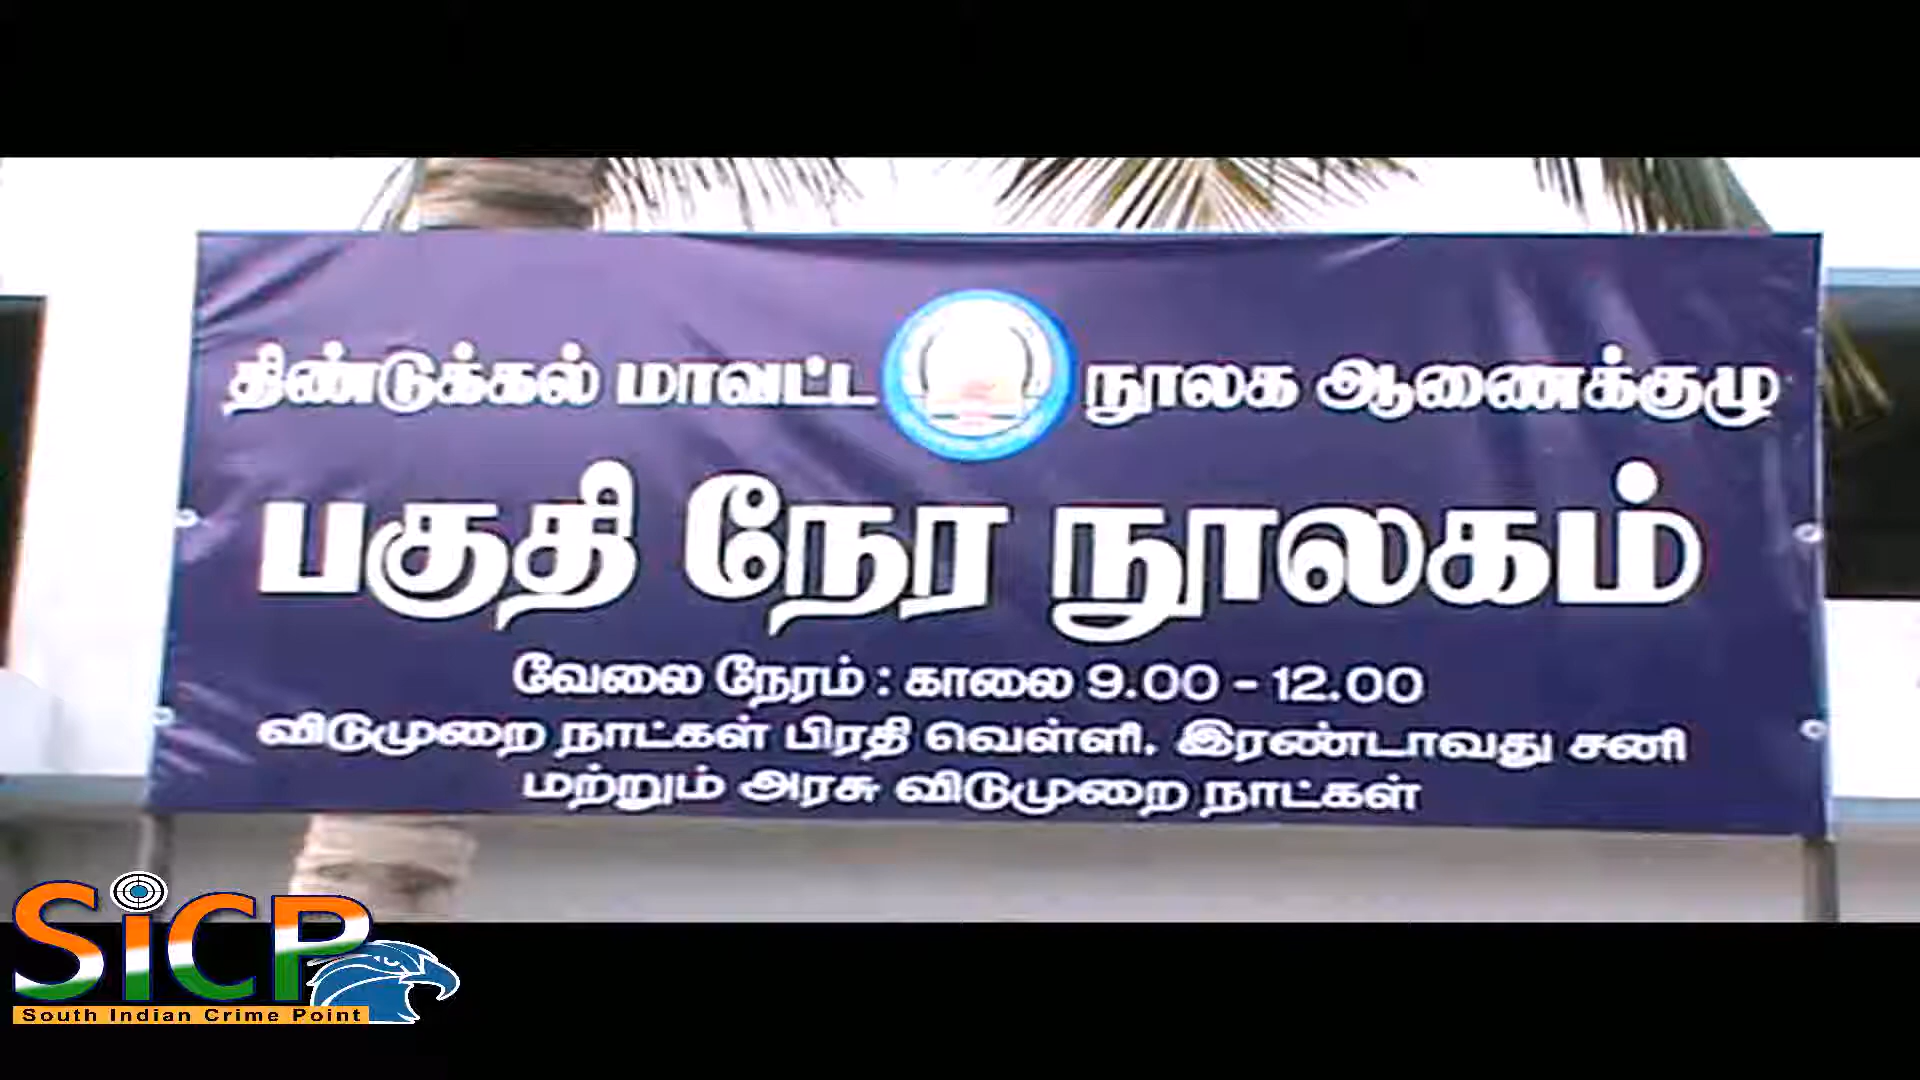 திண்டுக்கல் மாவட்ட நூலக ஆணைக்குழு
பகுதி நேர நூலகம்
வேலை நேரம் : காலை 9.00 - 12.00
விடுமுறை நாட்கள் பிரதி வெள்ளி. இரண்டாவது சனி
மற்றும் அரசு விடுமுறை நாட்கள்
SiCP
South Indian Crime Point